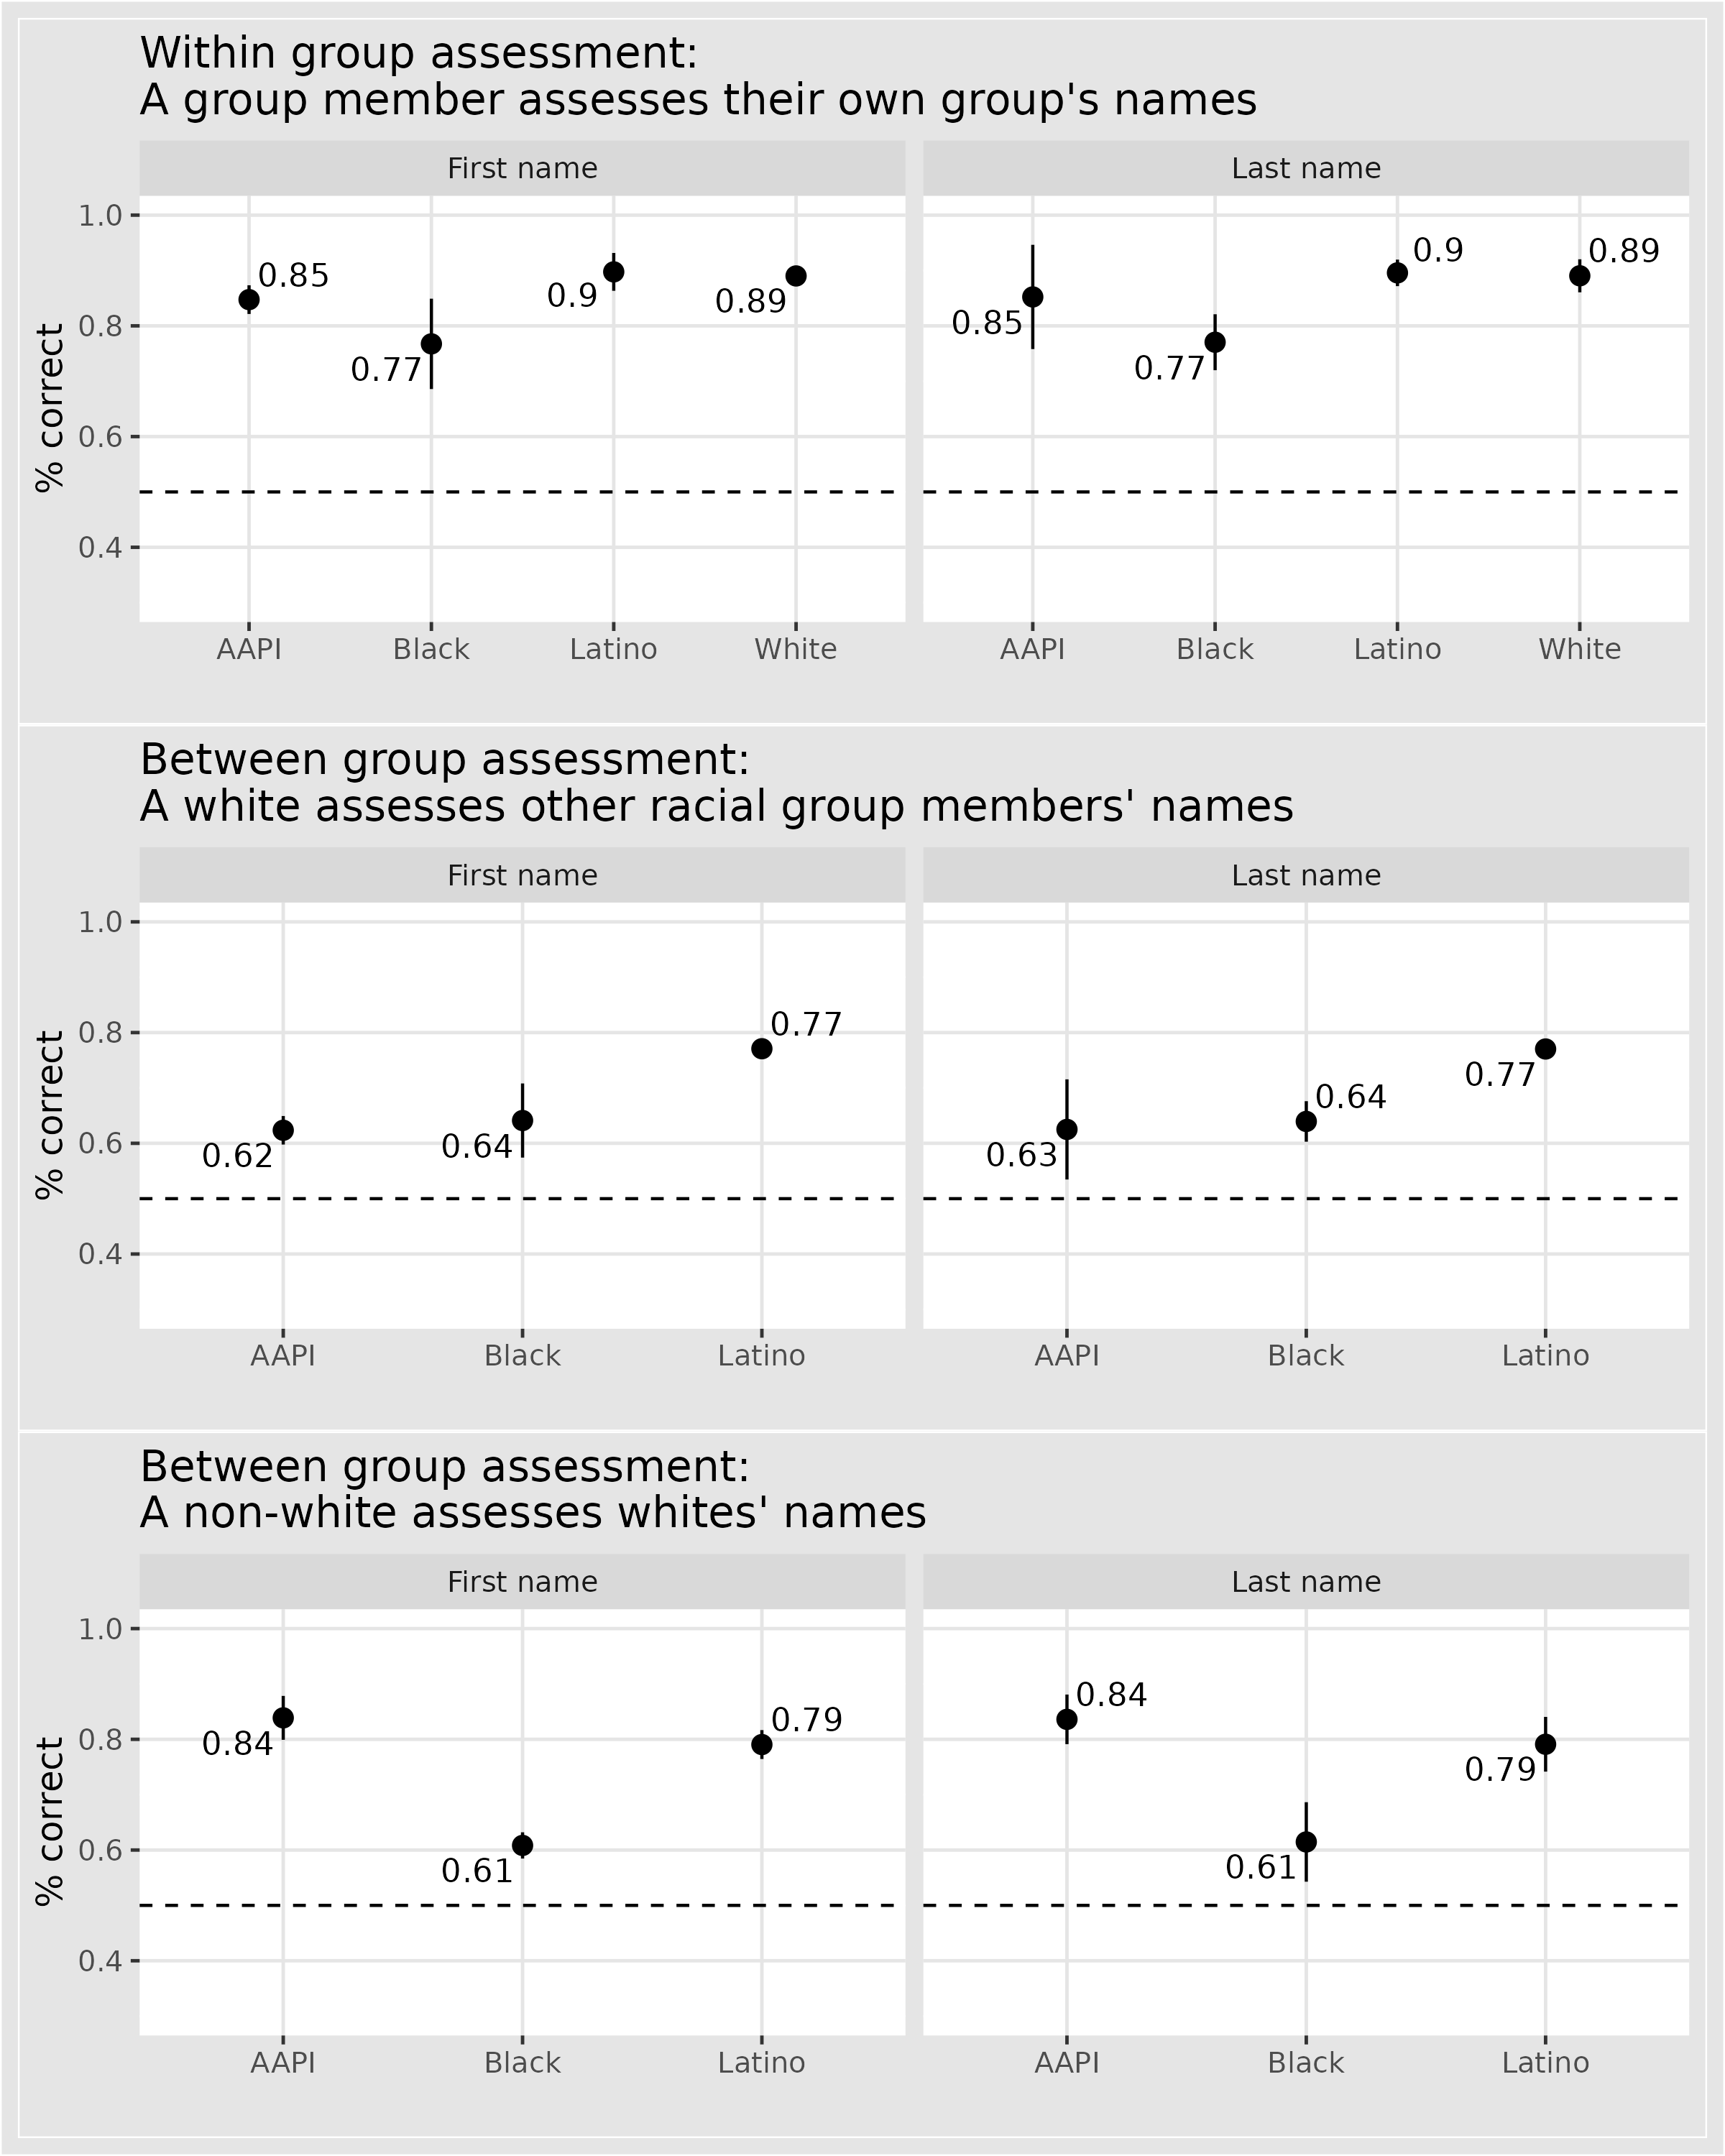 Within group assessment:
A group member assesses their own group's names
First name
Last name
% correct
1.0
0.8
0.6
0.4
0.85
0.77
0.9
0.89
0.85
0.77
0.9
0.89
AAPI
Black
Latino
White
AAPI
Black
Latino
White
Between group assessment:
A white assesses other racial group members' names
First name
Last name
% correct
1.0
0.8
0.6
0.4
0.62
0.64
0.77
0.63
0.64
0.77
AAPI
Black
Latino
AAPI
Black
Latino
Between group assessment:
A non-white assesses whites' names
First name
Last name
% correct
1.0
0.8
0.6
0.4
0.84
0.61
0.79
0.84
0.61
0.79
AAPI
Black
Latino
AAPI
Black
Latino